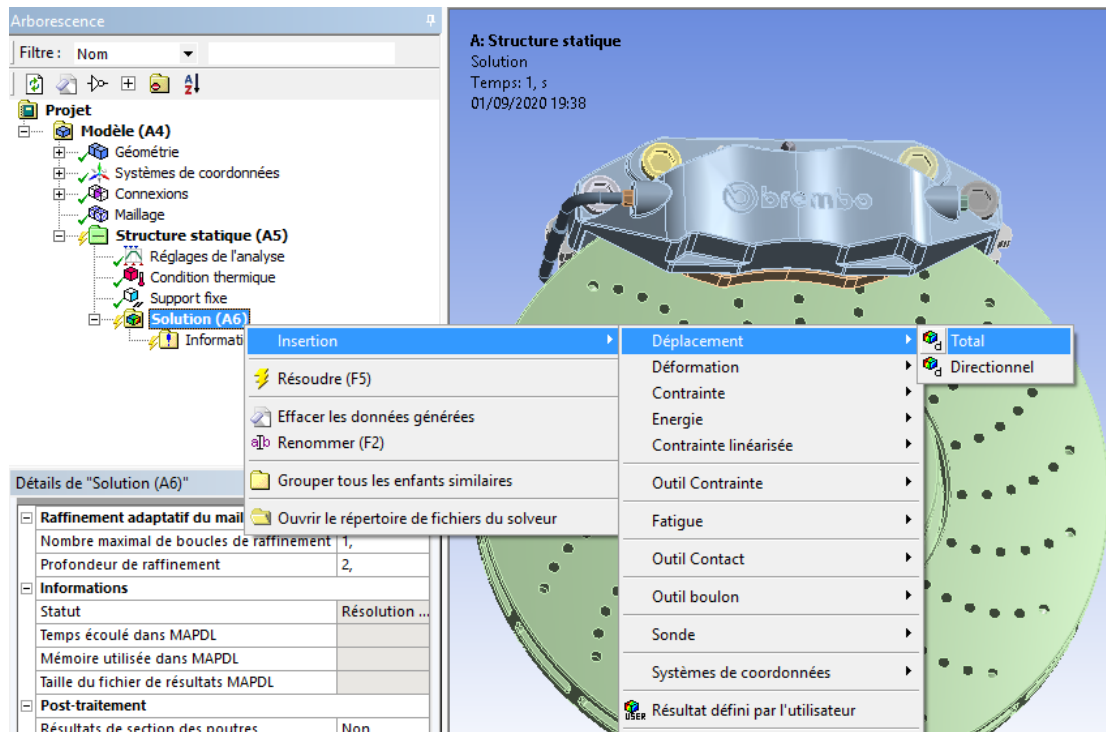 Arborescence
Filtre : Nom
Projet
Modèle (A4)
Géométrie
Systèmes de coordonnées
Connexions
Maillage
Structure statique (A5)
Réglages de l'analyse
Condition thermique
Support fixe
Solution (A6)
Informati
A: Structure statique
Solution
Temps: 1, s
01/09/2020 19:38
brembo
Insertion
Résoudre (F5)
Effacer les données générées
Renommer (F2)
Grouper tous les enfants similaires
Ouvrir le répertoire de fichiers du solveur
Déplacement
Déformation
Contrainte
Energie
Contrainte linéarisée
Outil Contrainte
Fatigue
Outil Contact
Outil boulon
Sonde
Systèmes de coordonnées
USER Résultat défini par l'utilisateur
Total
Directionnel
Détails de "Solution (A6)"
Raffinement adaptatif du mail
Nombre maximal de boucles de raffinement 1,
Profondeur de raffinement 2,
Informations
Statut Résolution ...
Temps écoulé dans MAPDL
Mémoire utilisée dans MAPDL
Taille du fichier de résultats MAPDL
Post-traitement
Résultats de section des poutres Non